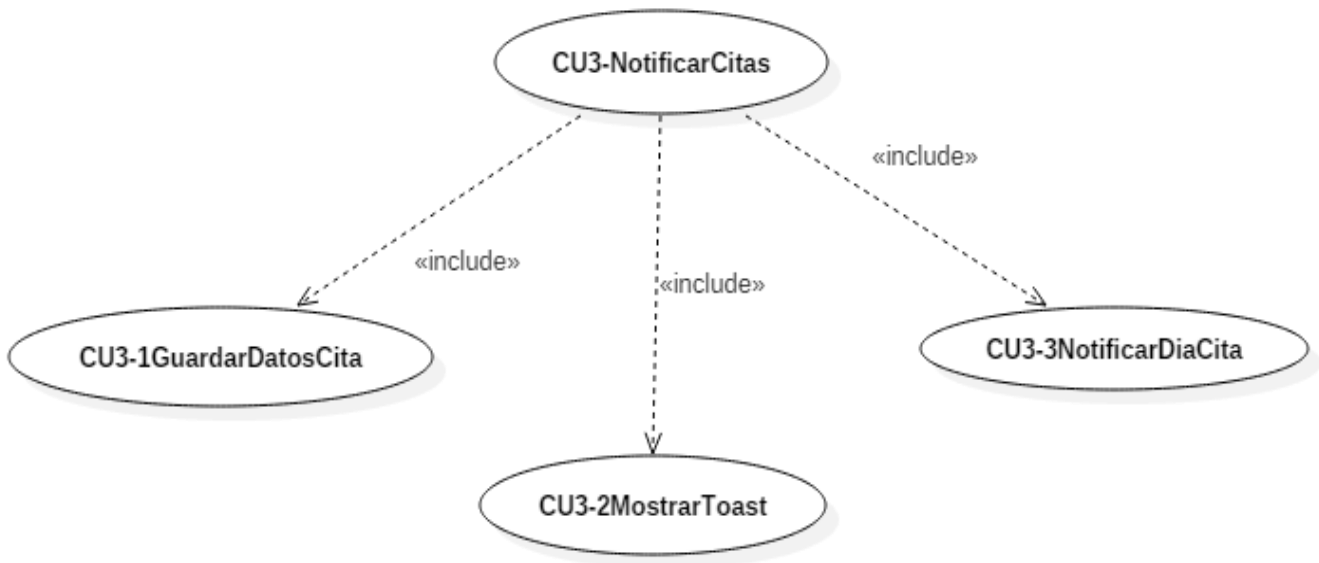 CU3-NotificarCitas
«include»
«include»
«include»
CU3-1GuardarDatosCita
CU3-3NotificarDiaCita
CU3-2MostrarToast